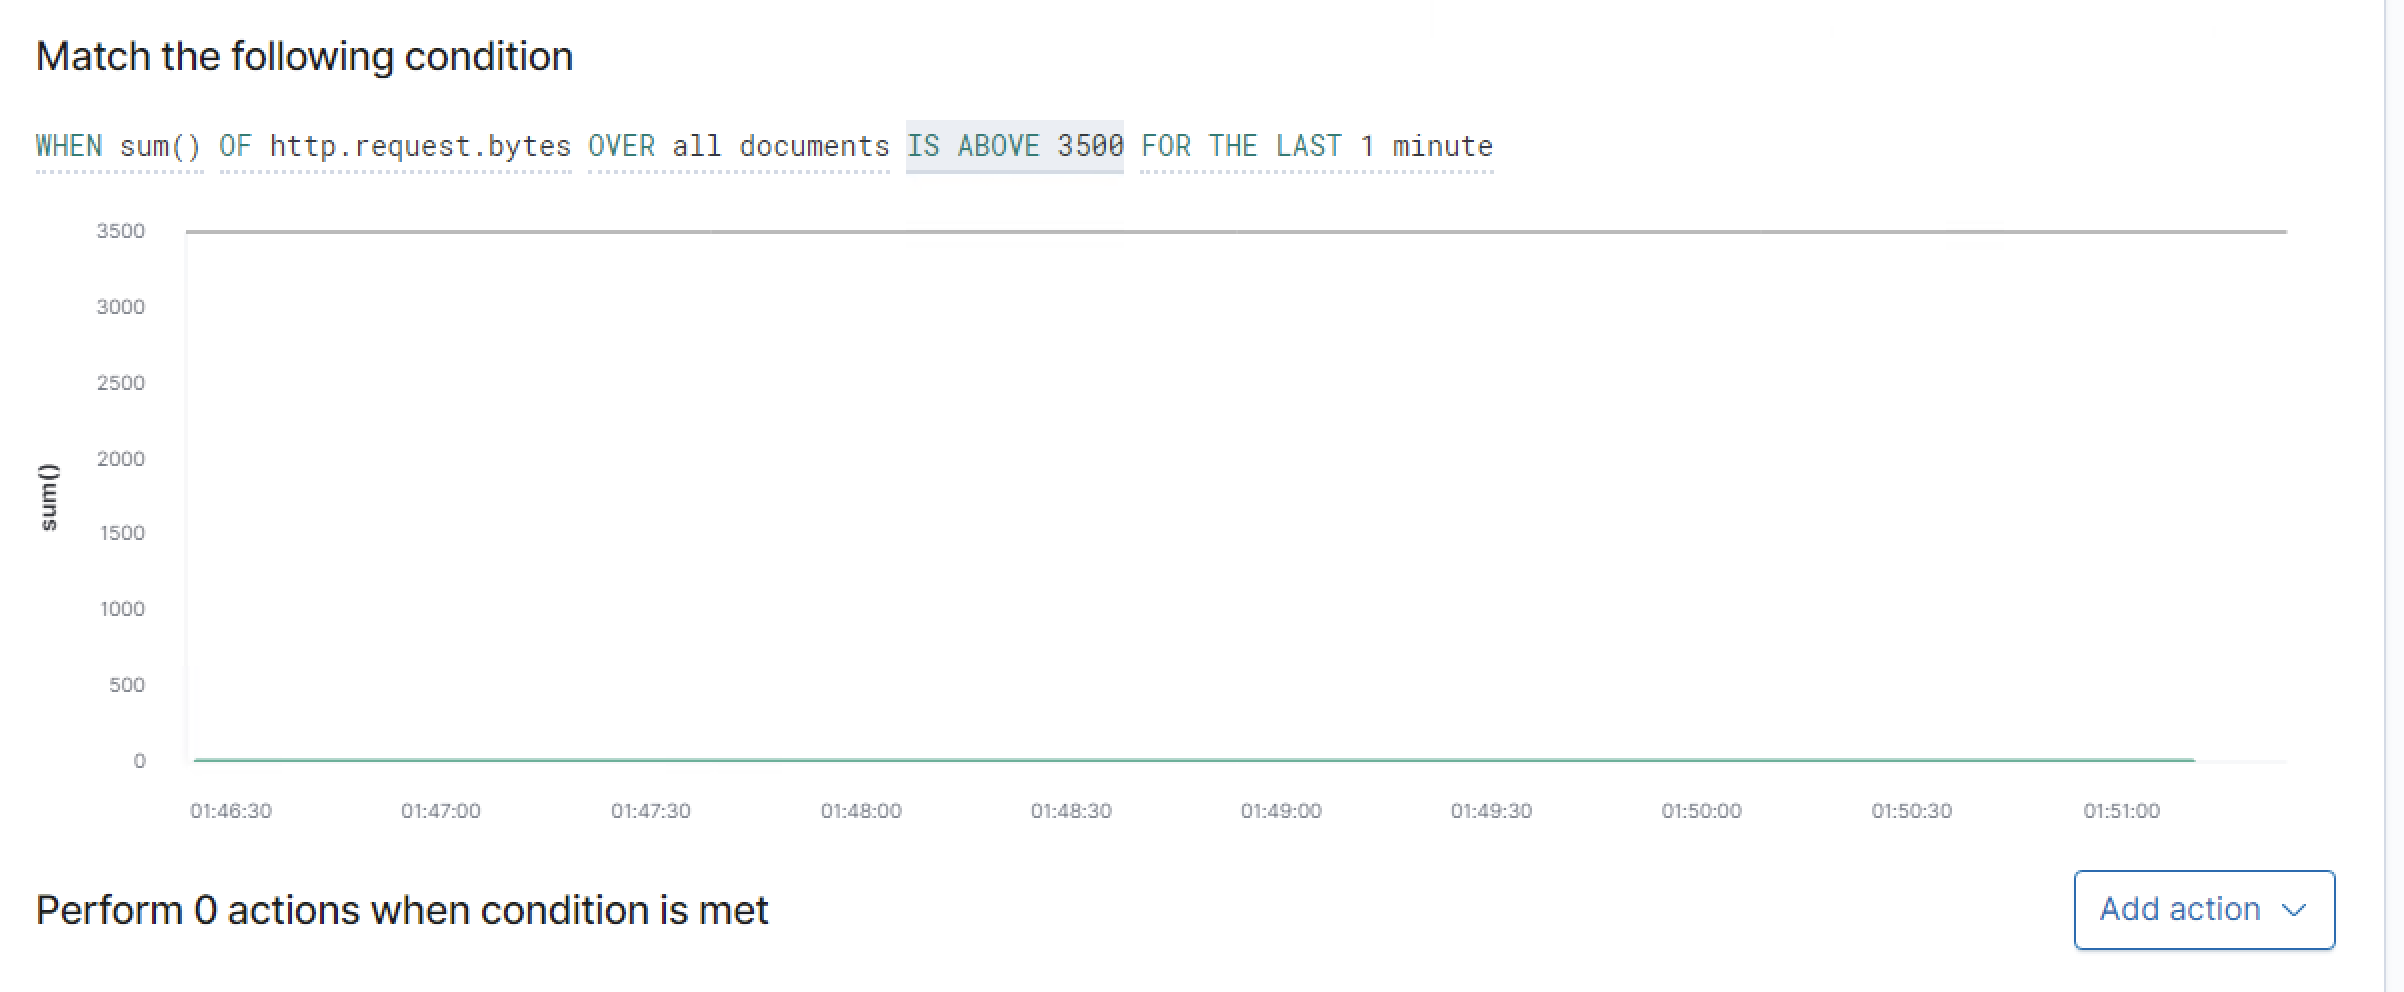 Match the following condition
WHEN sum() OF http.request.bytes OVER all documents IS ABOVE 3500 FOR THE LAST 1 minute
3500
3000
2500
2000
1500
1000
500
0
sum()
01:46:30 01:47:00 01:47:30 01:48:00 01:48:30 01:49:00 01:49:30 01:50:00 01:50:30 01:51:00
Perform 0 actions when condition is met
Add action